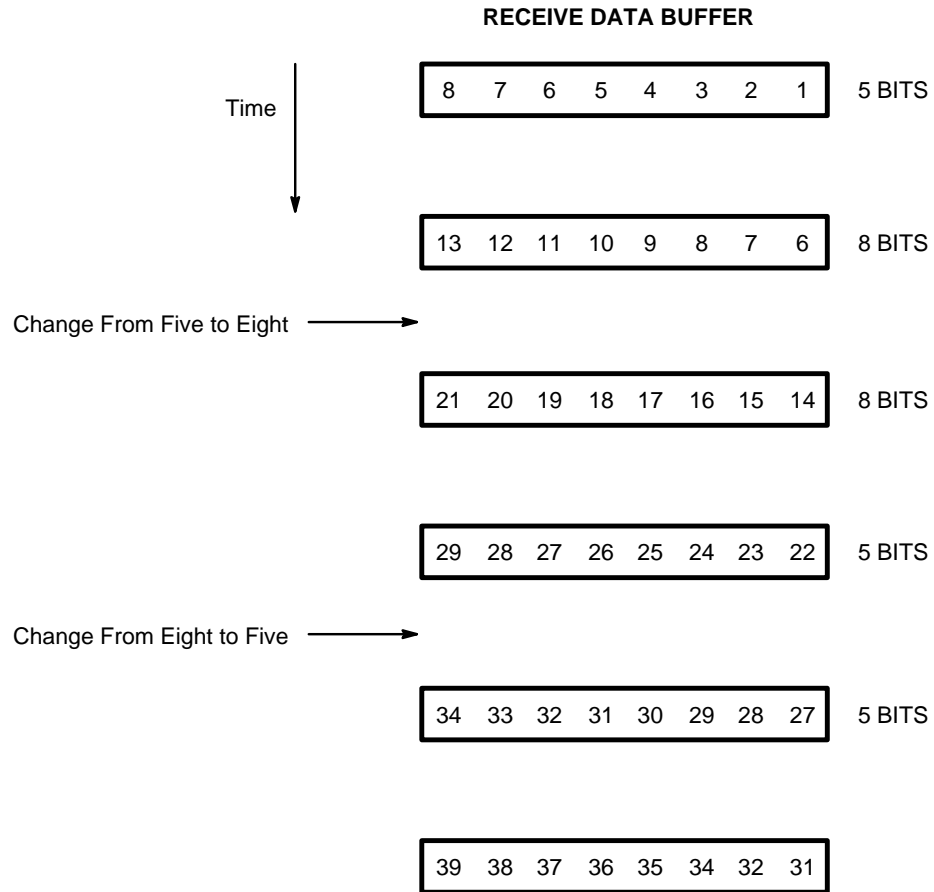 RECEIVE DATA BUFFER
8 7 6 5 4 3 2 1 5 BITS
Time
13 12 11 10 9 8 7 6 8 BITS
Change From Five to Eight
21 20 19 18 17 16 15 14 8 BITS
29 28 27 26 25 24 23 22 5 BITS
Change From Eight to Five
34 33 32 31 30 29 28 27 5 BITS
39 38 37 36 35 34 32 31